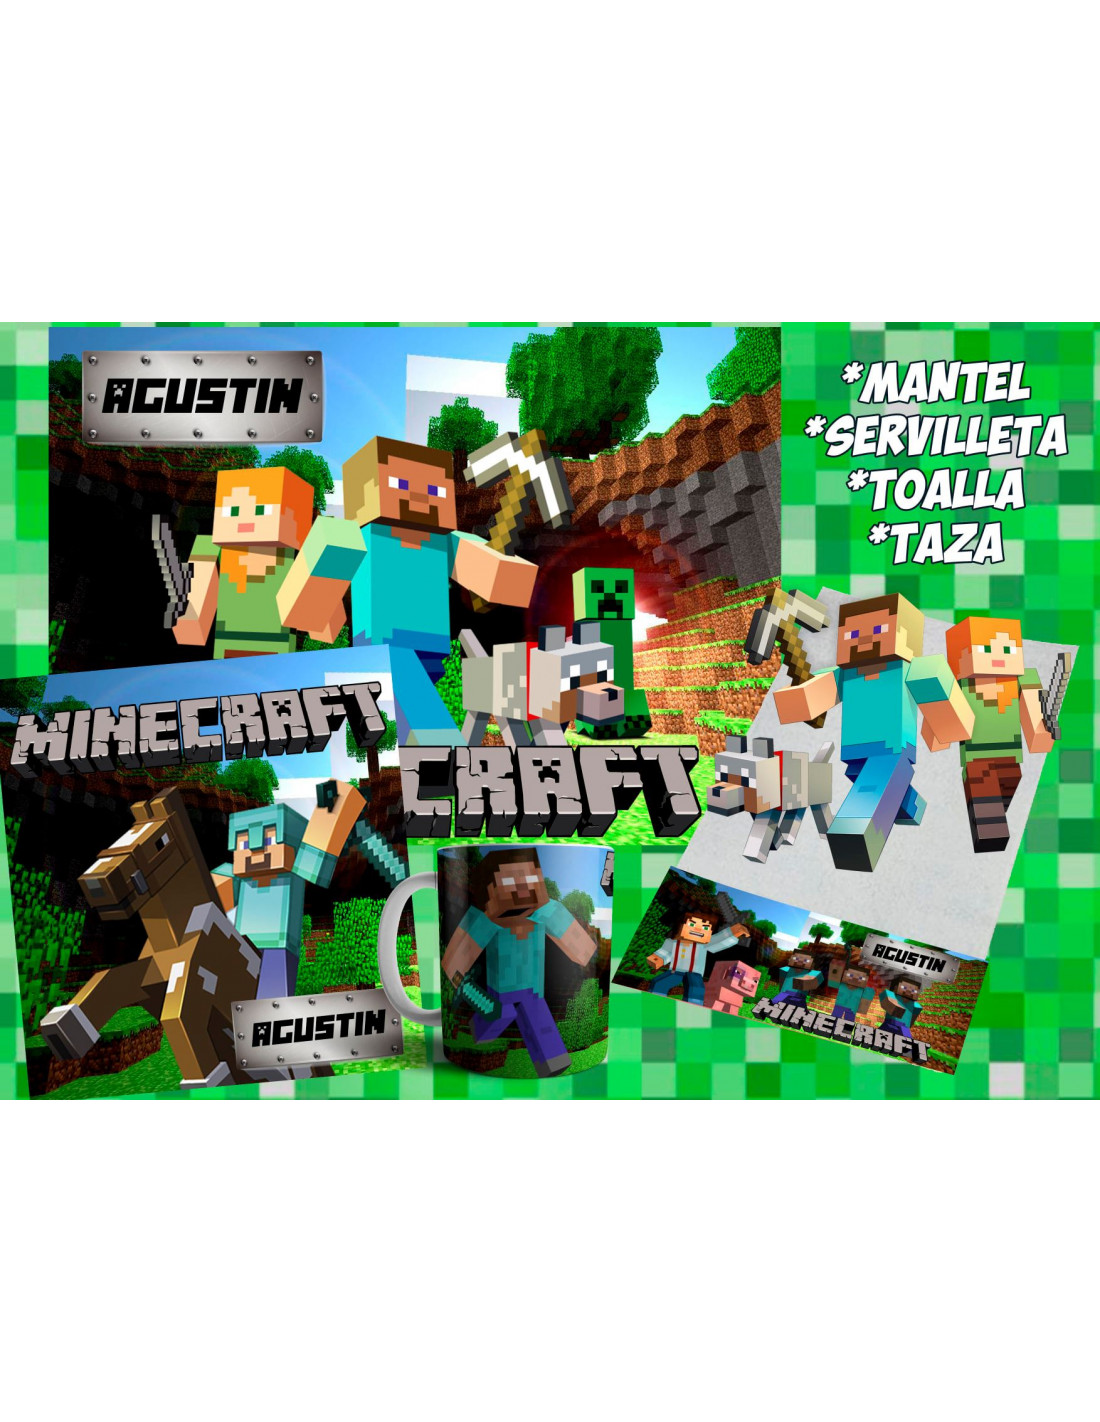 AGUSTIN
*MANTEL
*SERVILLETA
*TOALLA
*TAZA
MINECRAFT
CRAFT
AGUSTIN
AGUSTIN
MINECRAFT